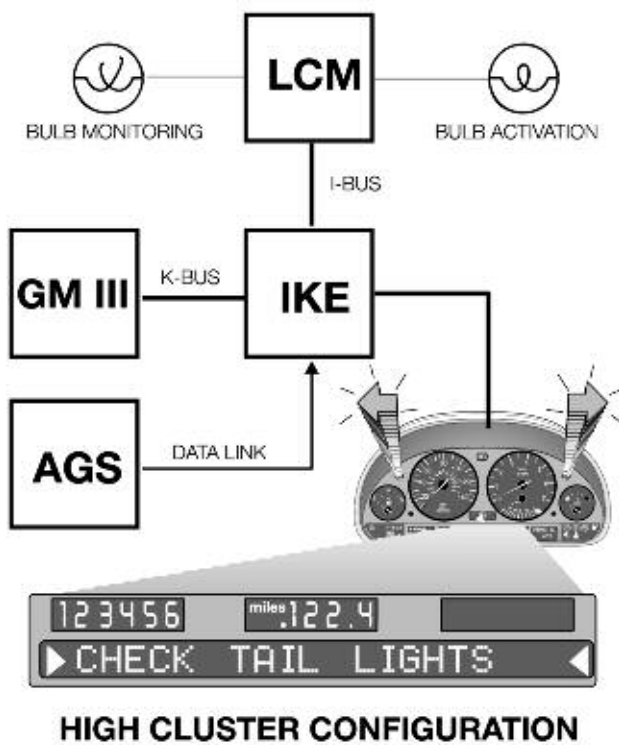 LCM
BULB MONITORING
BULB ACTIVATION
I-BUS
GM III
K-BUS
IKE
AGS
DATA LINK
123456
miles .122.4
CHECK TAIL LIGHTS
HIGH CLUSTER CONFIGURATION